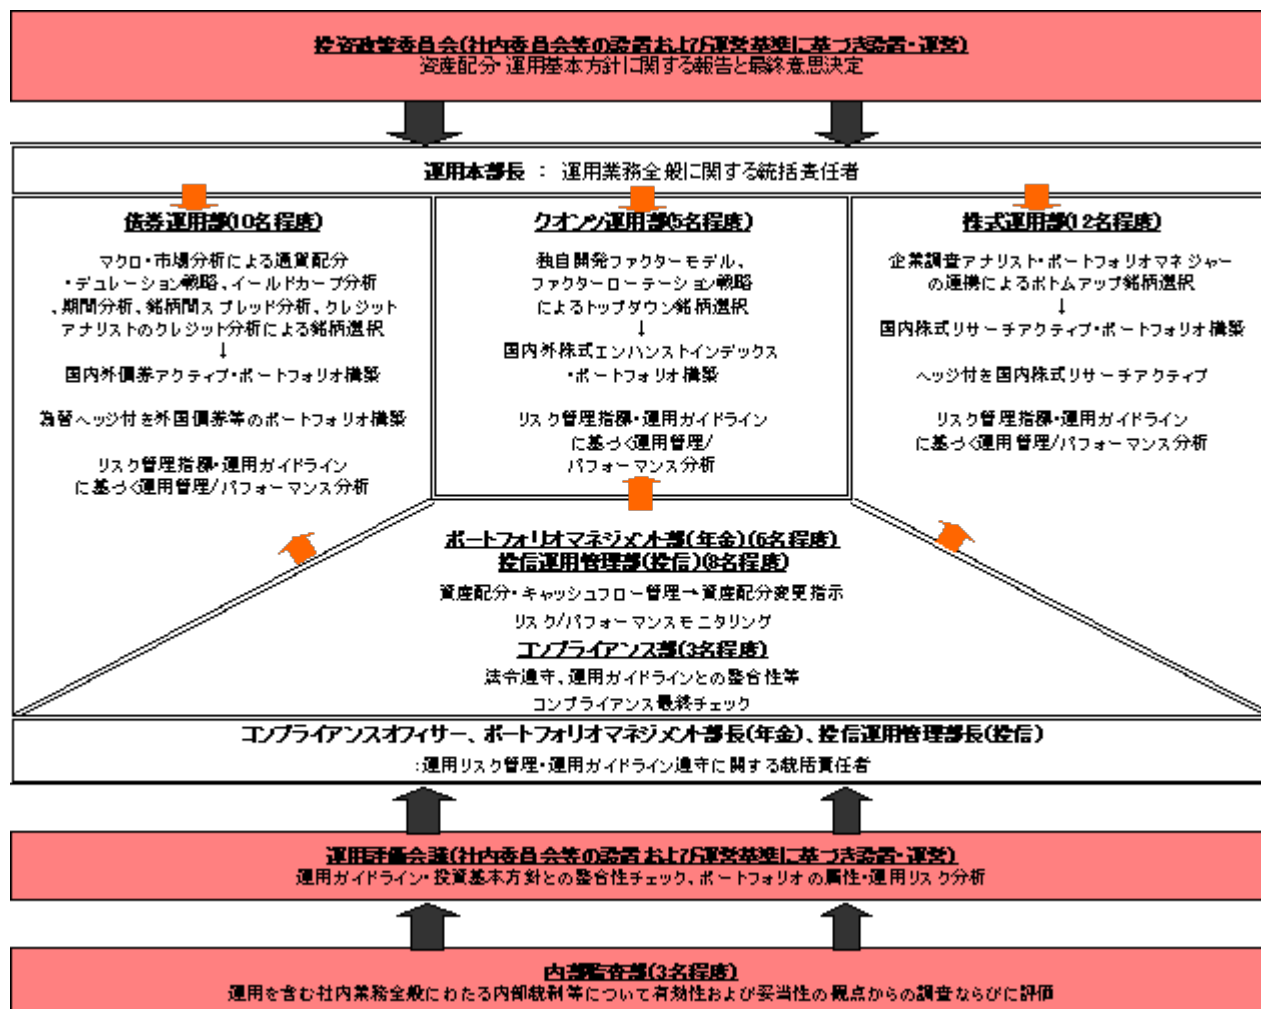 投資政策委員会(社内委員会等の設置および運営基準に基づき設置・運営)
資産配分・運用基本方針に関する報告と最終意思決定
運用本部長 : 運用業務全般に関する統括責任者
債券運用部(10名程度)
マクロ・市場分析による通貨配分
・デュレーション戦略、イールドカーブ分析
、期間分析、銘柄間スプレッド分析、クレジット
アナリストのクレジット分析による銘柄選択
↓
国内外債券アクティブ・ポートフォリオ構築
為替ヘッジ付を外国債券等のポートフォリオ構築
リスク管理指標・運用ガイドライン
に基づく運用管理/パフォーマンス分析
クオンツ運用部(5名程度)
独自開発ファクターモデル、
ファクターローテーション戦略
によるトップダウン銘柄選択
↓
国内外株式エンハンストインデックス
・ポートフォリオ構築
リスク管理指標・運用ガイドライン
に基づく運用管理/
パフォーマンス分析
株式運用部(12名程度)
企業調査アナリスト・ポートフォリオマネジャー
の連携によるボトムアップ銘柄選択
↓
国内株式リサーチアクティブ・ポートフォリオ構築
ヘッジ付を国内株式リサーチアクティブ
リスク管理指標・運用ガイドライン
に基づく運用管理/パフォーマンス分析
ポートフォリオマネジメント部(年金)(6名程度)
投信運用管理部(投信)(8名程度)
資産配分・キャッシュフロー管理→資産配分変更指示
リスク/パフォーマンスモニタリング
コンプライアンス部(3名程度)
法令遵守、運用ガイドラインとの整合性等
コンプライアンス最終チェック
コンプライアンスオフィサー、ポートフォリオマネジメント部長(年金)、投信運用管理部長(投信)
:運用リスク管理・運用ガイドライン遵守に関する統括責任者
運用評価会議(社内委員会等の設置および運営基準に基づき設置・運営)
運用ガイドライン・投資基本方針との整合性チェック、ポートフォリオの属性・運用リスク分析
内部監査部(3名程度)
運用を含む社内業務全般にわたる内部統制等について有効性および妥当性の観点からの調査ならびに評価